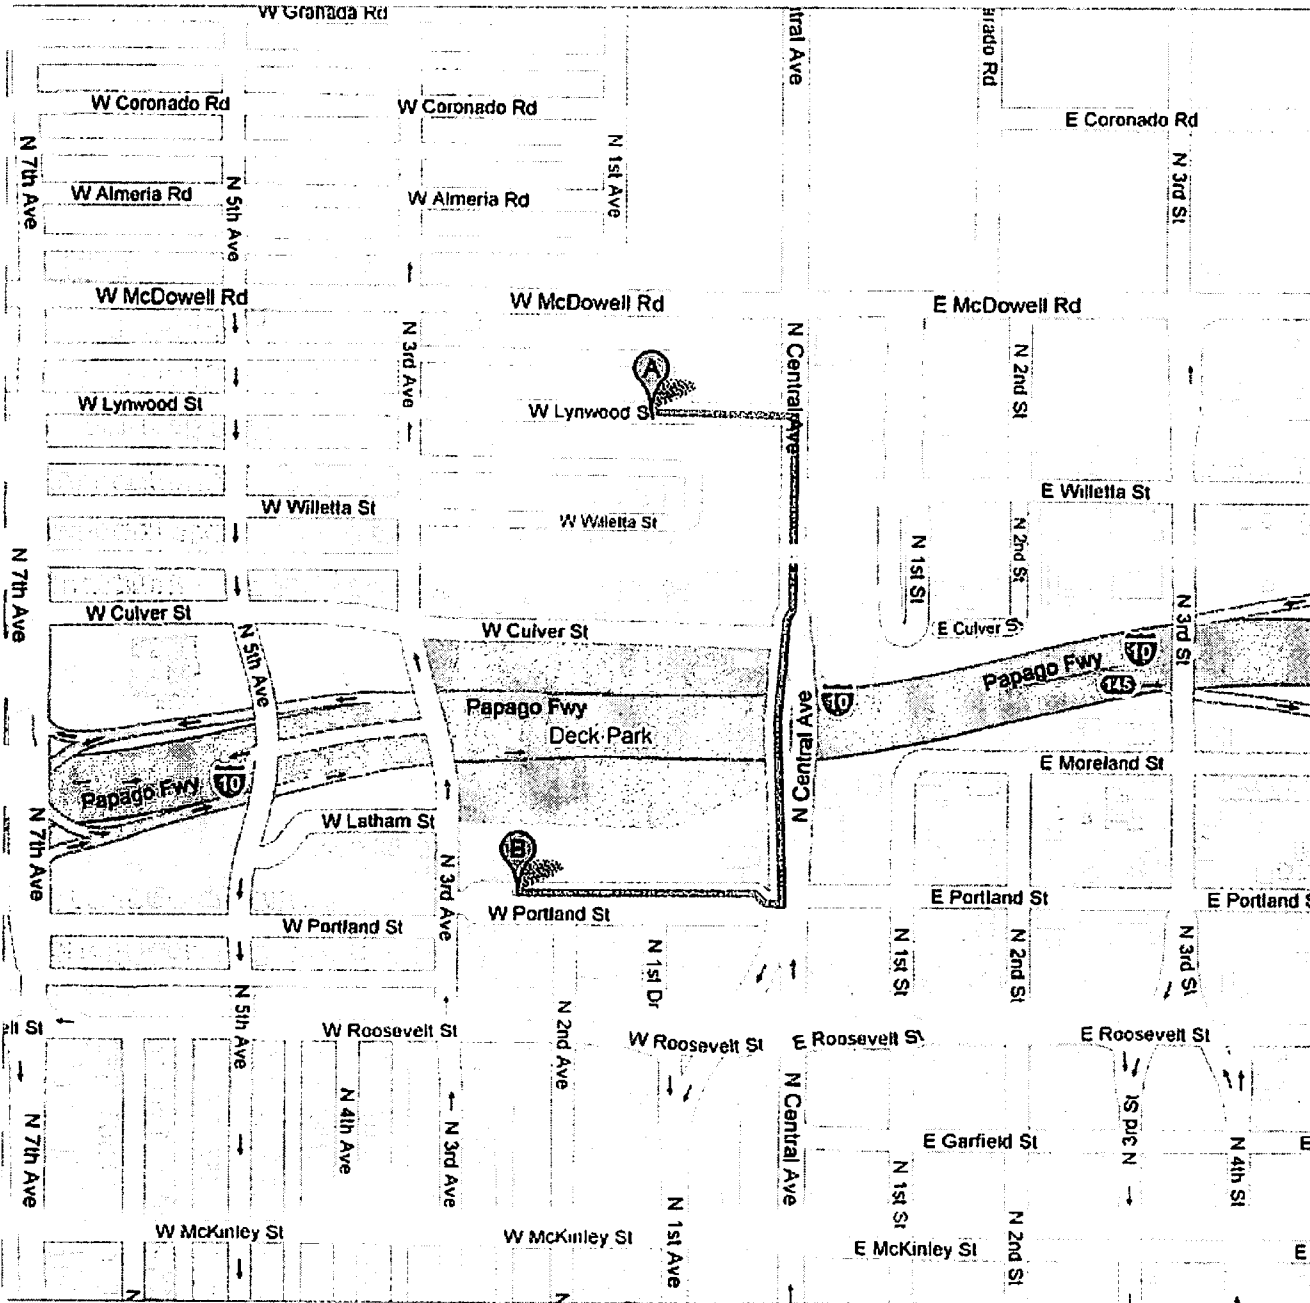 W Granada Rd
N Central Ave
W Coronado Rd
W Coronado Rd
E Coronado Rd
N 7th Ave
N 5th Ave
N 1st Ave
N 3rd St
W Almeria Rd
W Almeria Rd
W McDowell Rd
W McDowell Rd
E McDowell Rd
N 3rd Ave
N 2nd St
A
W Lynwood St
W Lynwood St
W Willetta St
W Willetta St
E Willetta St
N 7th Ave
N 1st St
N 2nd St
W Culver St
W Culver St
E Culver St
N 3rd St
N 5th Ave
10
Papago Fwy
145
Papago Fwy
10
N Central Ave
Deck Park
E Moreland St
Papago Fwy
10
W Latham St
N 7th Ave
B
N 3rd Ave
W Portland St
W Portland St
E Portland St
E Portland S
N 1st Dr
N 1st St
N 2nd St
N 3rd St
N 5th Ave
N 2nd Ave
elt St
W Roosevelt St
W Roosevelt St
E Roosevelt St
E Roosevelt St
N 7th Ave
N 4th Ave
N 3rd Ave
N Central Ave
N 3rd St
E Garfield St
E
N 4th St
N 1st Ave
N 1st St
N 2nd St
W McKinley St
W McKinley St
E McKinley St
E
N
N